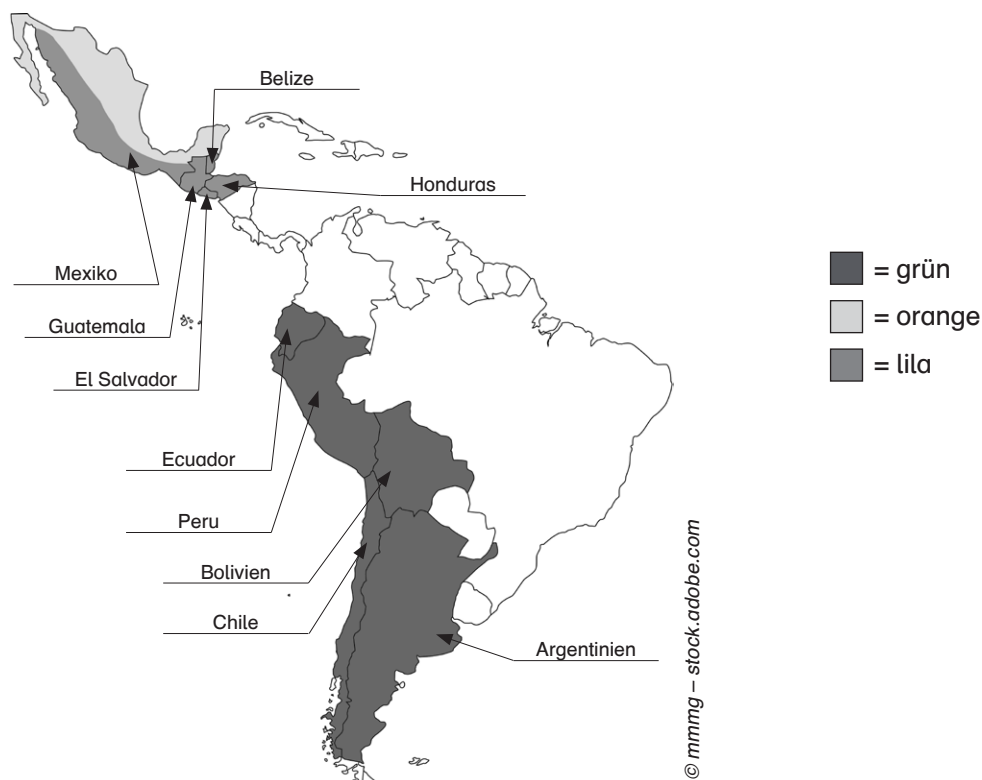 Belize
Honduras
Mexiko
Guatemala
El Salvador
Ecuador
Peru
Bolivien
Chile
Argentinien
= grün
= orange
= lila
© mmmg – stock.adobe.com